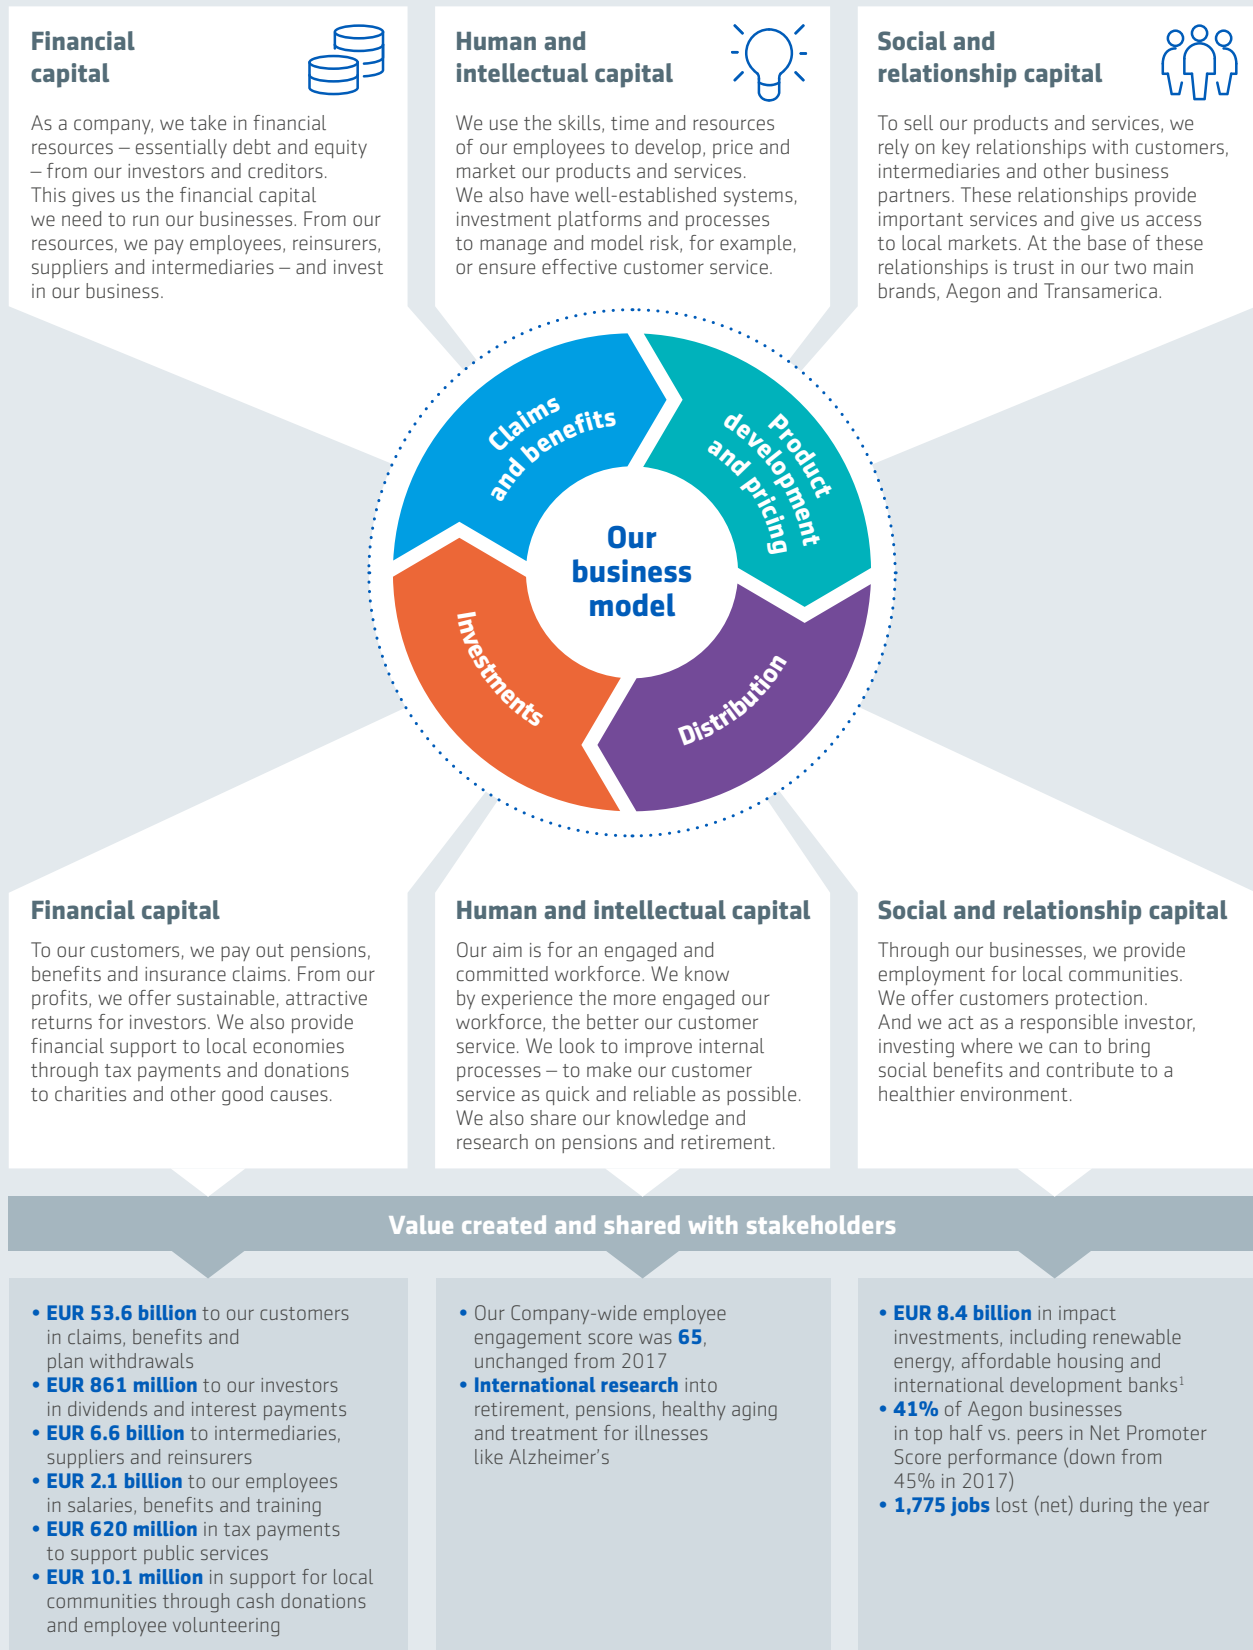 Financial
capital
As a company, we take in financial
resources – essentially debt and equity
– from our investors and creditors.
This gives us the financial capital
we need to run our businesses. From our
resources, we pay employees, reinsurers,
suppliers and intermediaries – and invest
in our business.
Human and
intellectual capital
We use the skills, time and resources
of our employees to develop, price and
market our products and services.
We also have well-established systems,
investment platforms and processes
to manage and model risk, for example,
or ensure effective customer service.
Social and
relationship capital
To sell our products and services, we
rely on key relationships with customers,
intermediaries and other business
partners. These relationships provide
important services and give us access
to local markets. At the base of these
relationships is trust in our two main
brands, Aegon and Transamerica.
Claims
and benefits
Product
development
and pricing
Our
business
model
Investments
Distribution
Financial capital
To our customers, we pay out pensions,
benefits and insurance claims. From our
profits, we offer sustainable, attractive
returns for investors. We also provide
financial support to local economies
through tax payments and donations
to charities and other good causes.
Human and intellectual capital
Our aim is for an engaged and
committed workforce. We know
by experience the more engaged our
workforce, the better our customer
service. We look to improve internal
processes – to make our customer
service as quick and reliable as possible.
We also share our knowledge and
research on pensions and retirement.
Social and relationship capital
Through our businesses, we provide
employment for local communities.
We offer customers protection.
And we act as a responsible investor,
investing where we can to bring
social benefits and contribute to a
healthier environment.
Value created and shared with stakeholders
• EUR 53.6 billion to our customers
in claims, benefits and
plan withdrawals
• EUR 861 million to our investors
in dividends and interest payments
• EUR 6.6 billion to intermediaries,
suppliers and reinsurers
• EUR 2.1 billion to our employees
in salaries, benefits and training
• EUR 620 million in tax payments
to support public services
• EUR 10.1 million in support for local
communities through cash donations
and employee volunteering
• Our Company-wide employee
engagement score was 65,
unchanged from 2017
• International research into
retirement, pensions, healthy aging
and treatment for illnesses
like Alzheimer's
• EUR 8.4 billion in impact
investments, including renewable
energy, affordable housing and
international development banks¹
• 41% of Aegon businesses
in top half vs. peers in Net Promoter
Score performance (down from
45% in 2017)
• 1,775 jobs lost (net) during the year